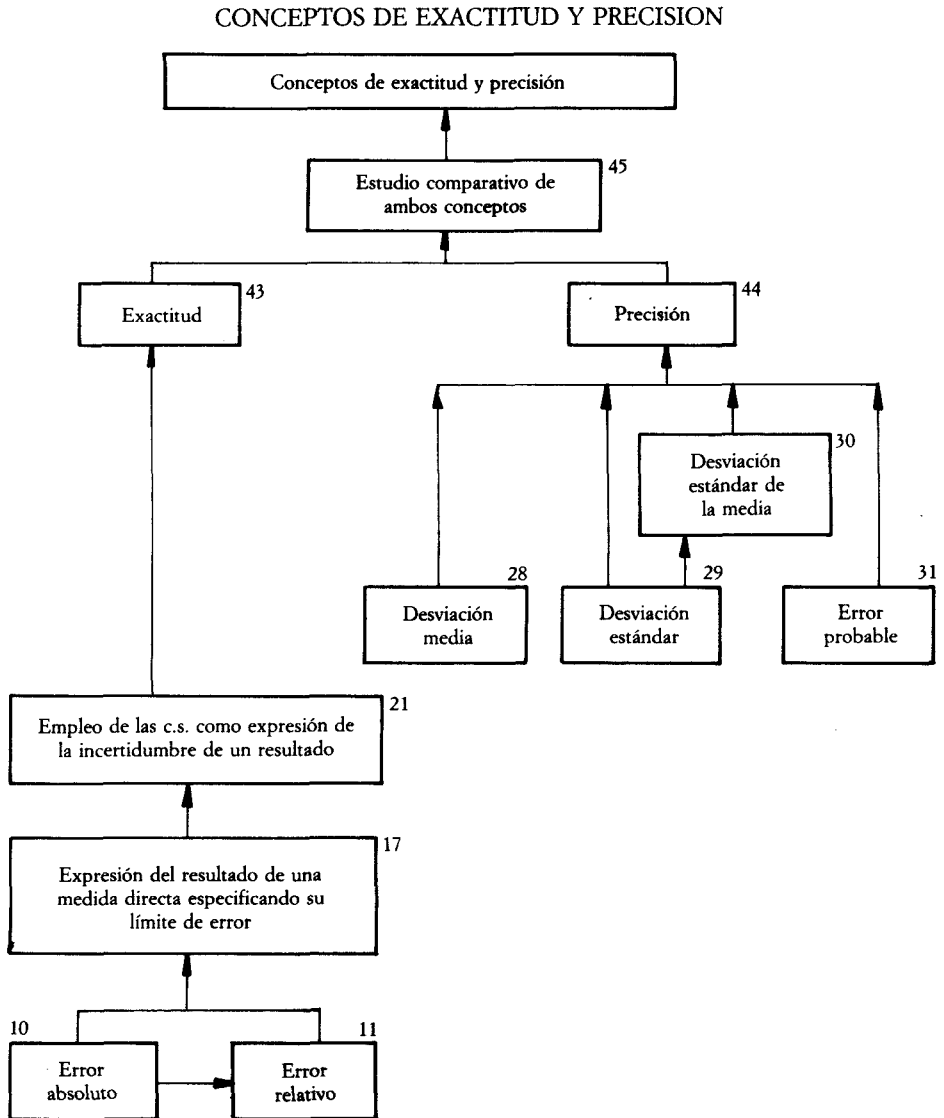 CONCEPTOS DE EXACTITUD Y PRECISION
Conceptos de exactitud y precisión
45
Estudio comparativo de
ambos conceptos
43
Exactitud
44
Precisión
30
Desviación
estándar de
la media
28
Desviación
media
29
Desviación
estándar
31
Error
probable
21
Empleo de las c.s. como expresión de
la incertidumbre de un resultado
17
Expresión del resultado de una
medida directa especificando su
límite de error
10
Error
absoluto
11
Error
relativo